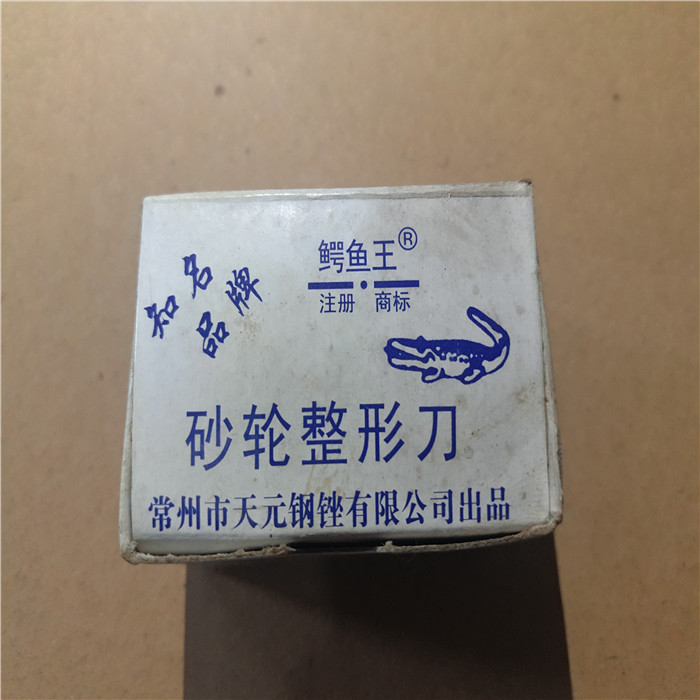 知名
品牌
鳄鱼王®
注册·商标
砂轮整形刀
常州市天元钢锉有限公司出品